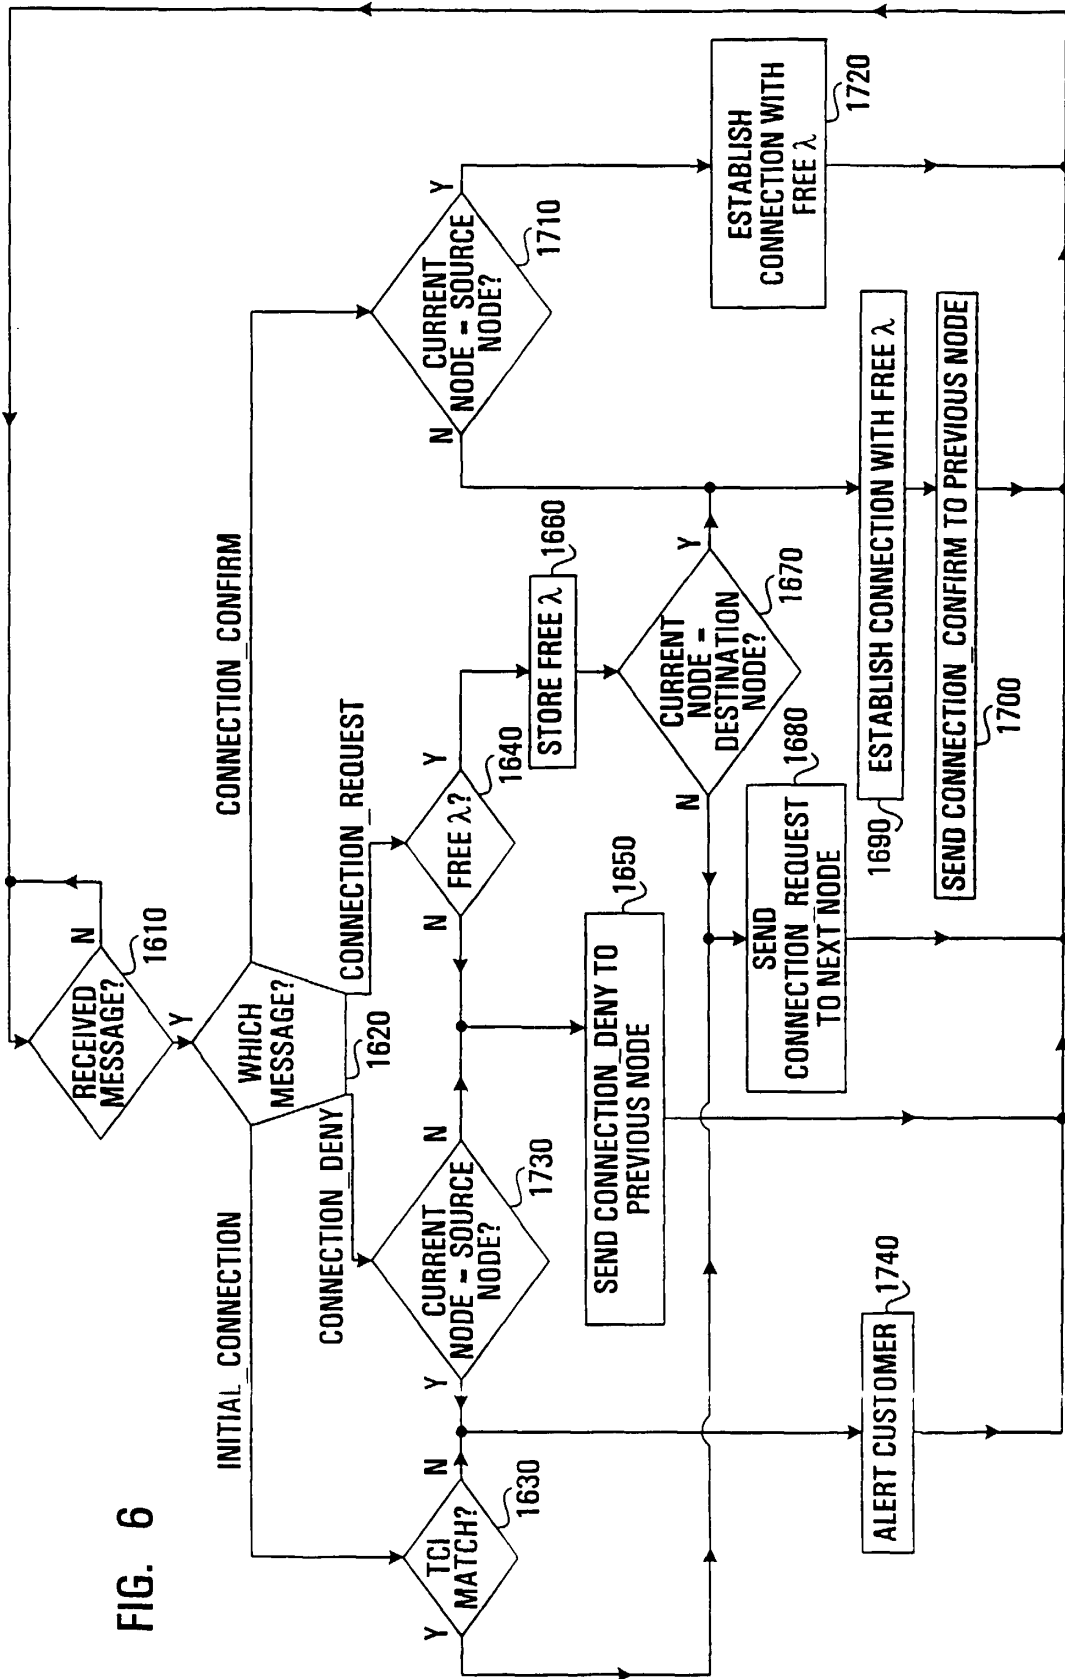 FIG. 6
RECEIVED
MESSAGE?
1610
N
Y
WHICH
MESSAGE?
1620
INITIAL_CONNECTION
CONNECTION_DENY
CONNECTION_REQUEST
CONNECTION_CONFIRM
TCI
MATCH?
1630
Y
N
CURRENT
NODE = SOURCE
NODE?
1730
Y
N
FREE λ?
1640
N
Y
CURRENT
NODE = SOURCE
NODE?
1710
N
Y
STORE FREE λ
1660
SEND CONNECTION_DENY TO
PREVIOUS NODE
1650
CURRENT
NODE =
DESTINATION
NODE?
1670
N
Y
ESTABLISH
CONNECTION WITH
FREE λ
1720
SEND
CONNECTION_REQUEST
TO NEXT_NODE
1680
ALERT CUSTOMER
1740
ESTABLISH CONNECTION WITH FREE λ
1690
SEND CONNECTION_CONFIRM TO PREVIOUS NODE
1700